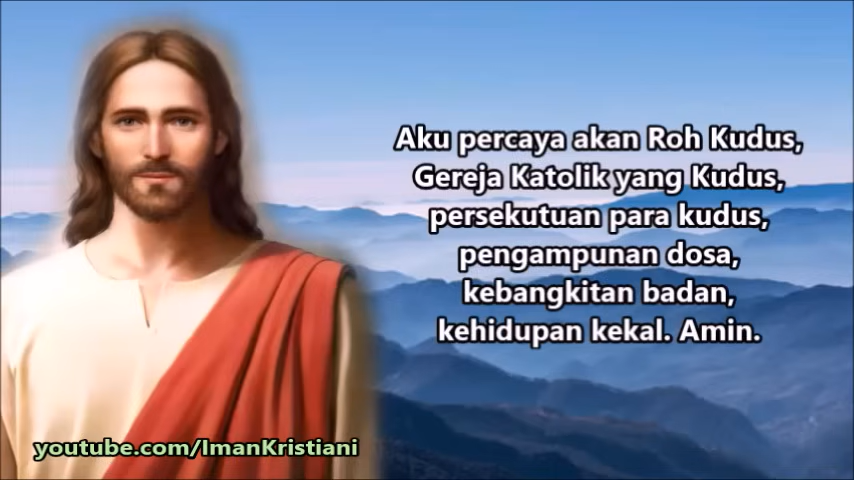 Aku percaya akan Roh Kudus,
Gereja Katolik yang Kudus,
persekutuan para kudus,
pengampunan dosa,
kebangkitan badan,
kehidupan kekal. Amin.
youtube.com/ImanKristiani